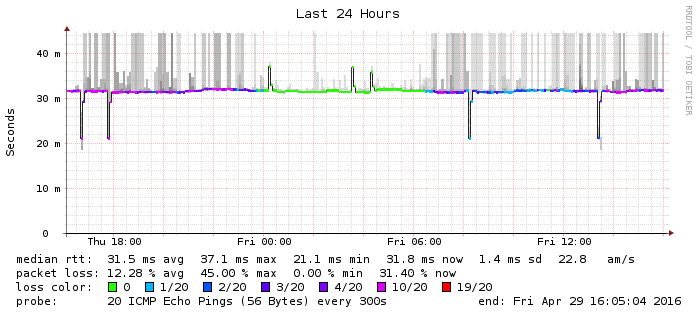 Last 24 Hours
RRDTOOL / TOBI OETIKER
Seconds
40 m
30 m
20 m
10 m
0
Thu 18:00 Fri 00:00 Fri 06:00 Fri 12:00
median rtt: 31.5 ms avg 37.1 ms max 21.1 ms min 31.8 ms now 1.4 ms sd 22.8 am/s
packet loss: 12.28 % avg 45.00 % max 0.00 % min 31.40 % now
loss color: 0 1/20 2/20 3/20 4/20 10/20 19/20
probe: 20 ICMP Echo Pings (56 Bytes) every 300s end: Fri Apr 29 16:05:04 2016